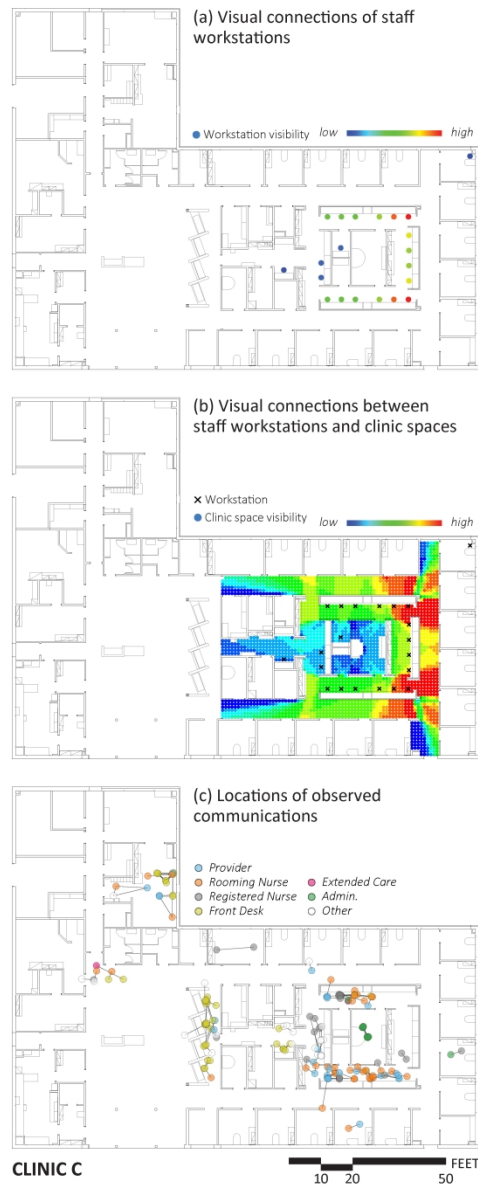 (a) Visual connections of staff
workstations
Workstation visibility low high
(b) Visual connections between
staff workstations and clinic spaces
Workstation
Clinic space visibility low high
(c) Locations of observed
communications
Provider
Rooming Nurse Extended Care
Registered Nurse Admin.
Front Desk Other
CLINIC C FEET
10 20 50